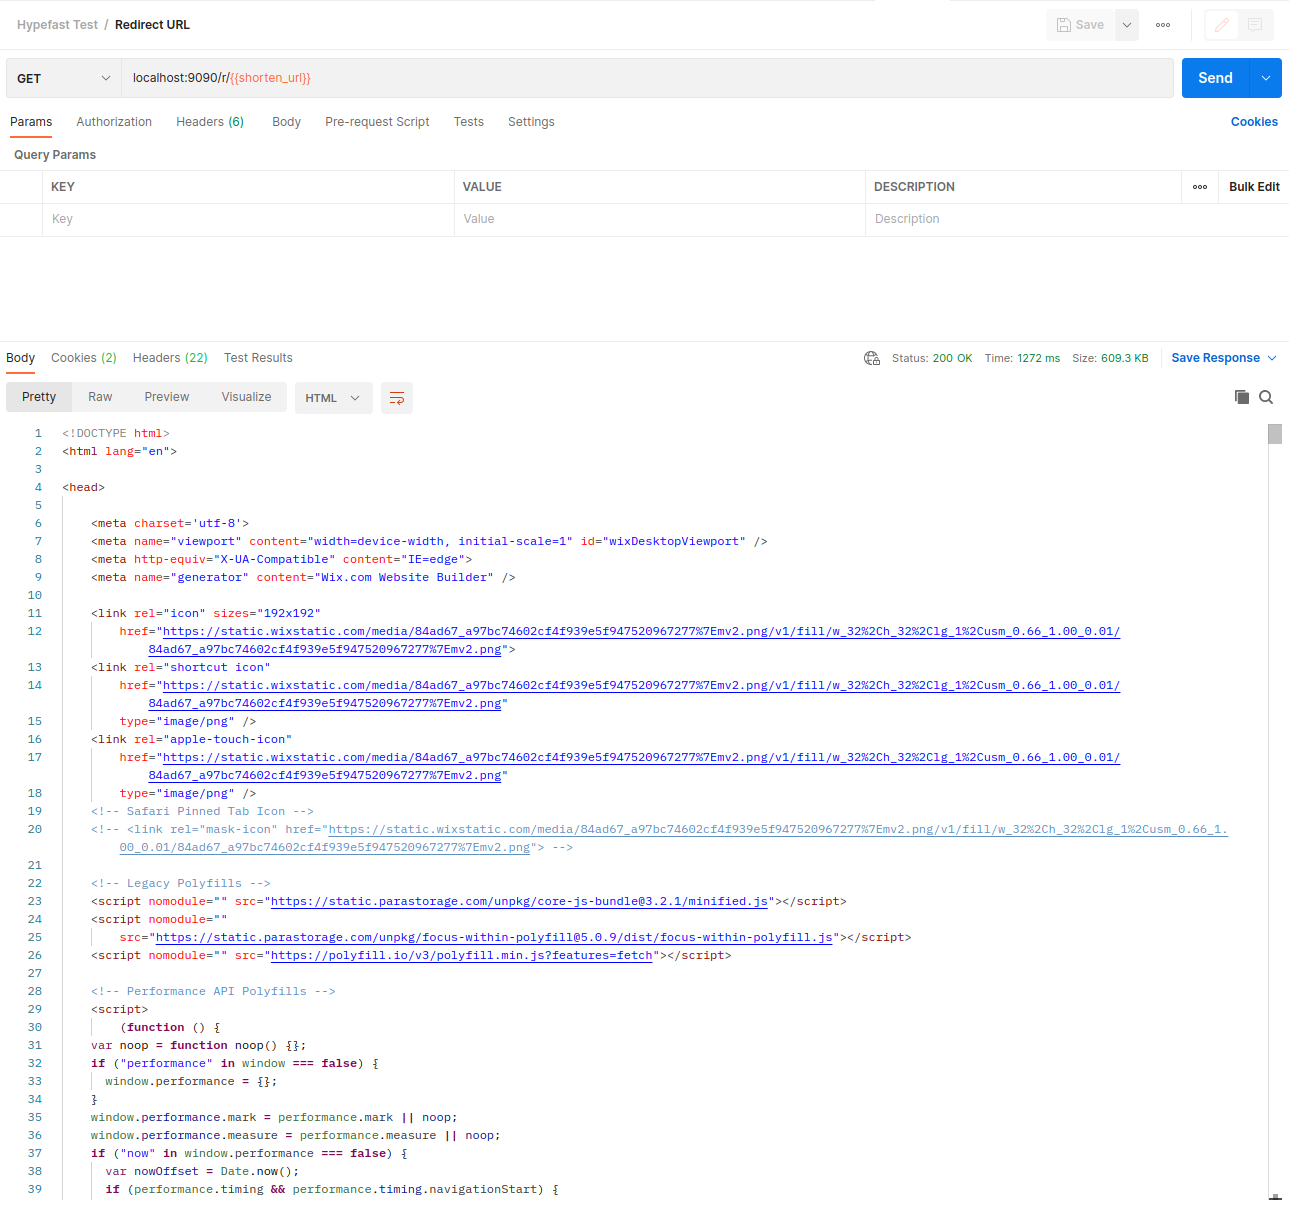 Hypefast Test / Redirect URL
Save
GET
localhost:9090/r/{{shorten_url}}
Send
Params Authorization Headers (6) Body Pre-request Script Tests Settings Cookies
Query Params
KEY VALUE DESCRIPTION Bulk Edit
Key Value Description
Body Cookies (2) Headers (22) Test Results Status: 200 OK Time: 1272 ms Size: 609.3 KB Save Response
Pretty Raw Preview Visualize HTML
1 <!DOCTYPE html>
2 <html lang="en">
3
4 <head>
5
6 <meta charset='utf-8'>
7 <meta name="viewport" content="width=device-width, initial-scale=1" id="wixDesktopViewport" />
8 <meta http-equiv="X-UA-Compatible" content="IE=edge">
9 <meta name="generator" content="Wix.com Website Builder" />
10
11 <link rel="icon" sizes="192x192"
12 href="https://static.wixstatic.com/media/84ad67_a97bc74602cf4f939e5f947520967277%7Emv2.png/v1/fill/w_32%2Ch_32%2Clg_1%2Cusm_0.66_1.00_0.01/
84ad67_a97bc74602cf4f939e5f947520967277%7Emv2.png">
13 <link rel="shortcut icon"
14 href="https://static.wixstatic.com/media/84ad67_a97bc74602cf4f939e5f947520967277%7Emv2.png/v1/fill/w_32%2Ch_32%2Clg_1%2Cusm_0.66_1.00_0.01/
84ad67_a97bc74602cf4f939e5f947520967277%7Emv2.png"
15 type="image/png" />
16 <link rel="apple-touch-icon"
17 href="https://static.wixstatic.com/media/84ad67_a97bc74602cf4f939e5f947520967277%7Emv2.png/v1/fill/w_32%2Ch_32%2Clg_1%2Cusm_0.66_1.00_0.01/
84ad67_a97bc74602cf4f939e5f947520967277%7Emv2.png"
18 type="image/png" />
19 <!-- Safari Pinned Tab Icon -->
20 <!-- <link rel="mask-icon" href="https://static.wixstatic.com/media/84ad67_a97bc74602cf4f939e5f947520967277%7Emv2.png/v1/fill/w_32%2Ch_32%2Clg_1%2Cusm_0.66_1.
00_0.01/84ad67_a97bc74602cf4f939e5f947520967277%7Emv2.png"> -->
21
22 <!-- Legacy Polyfills -->
23 <script nomodule="" src="https://static.parastorage.com/unpkg/core-js-bundle@3.2.1/minified.js"></script>
24 <script nomodule=""
25 src="https://static.parastorage.com/unpkg/focus-within-polyfill@5.0.9/dist/focus-within-polyfill.js"></script>
26 <script nomodule="" src="https://polyfill.io/v3/polyfill.min.js?features=fetch"></script>
27
28 <!-- Performance API Polyfills -->
29 <script>
30 (function () {
31 var noop = function noop() {};
32 if ("performance" in window === false) {
33 window.performance = {};
34 }
35 window.performance.mark = performance.mark || noop;
36 window.performance.measure = performance.measure || noop;
37 if ("now" in window.performance === false) {
38 var nowOffset = Date.now();
39 if (performance.timing && performance.timing.navigationStart) {